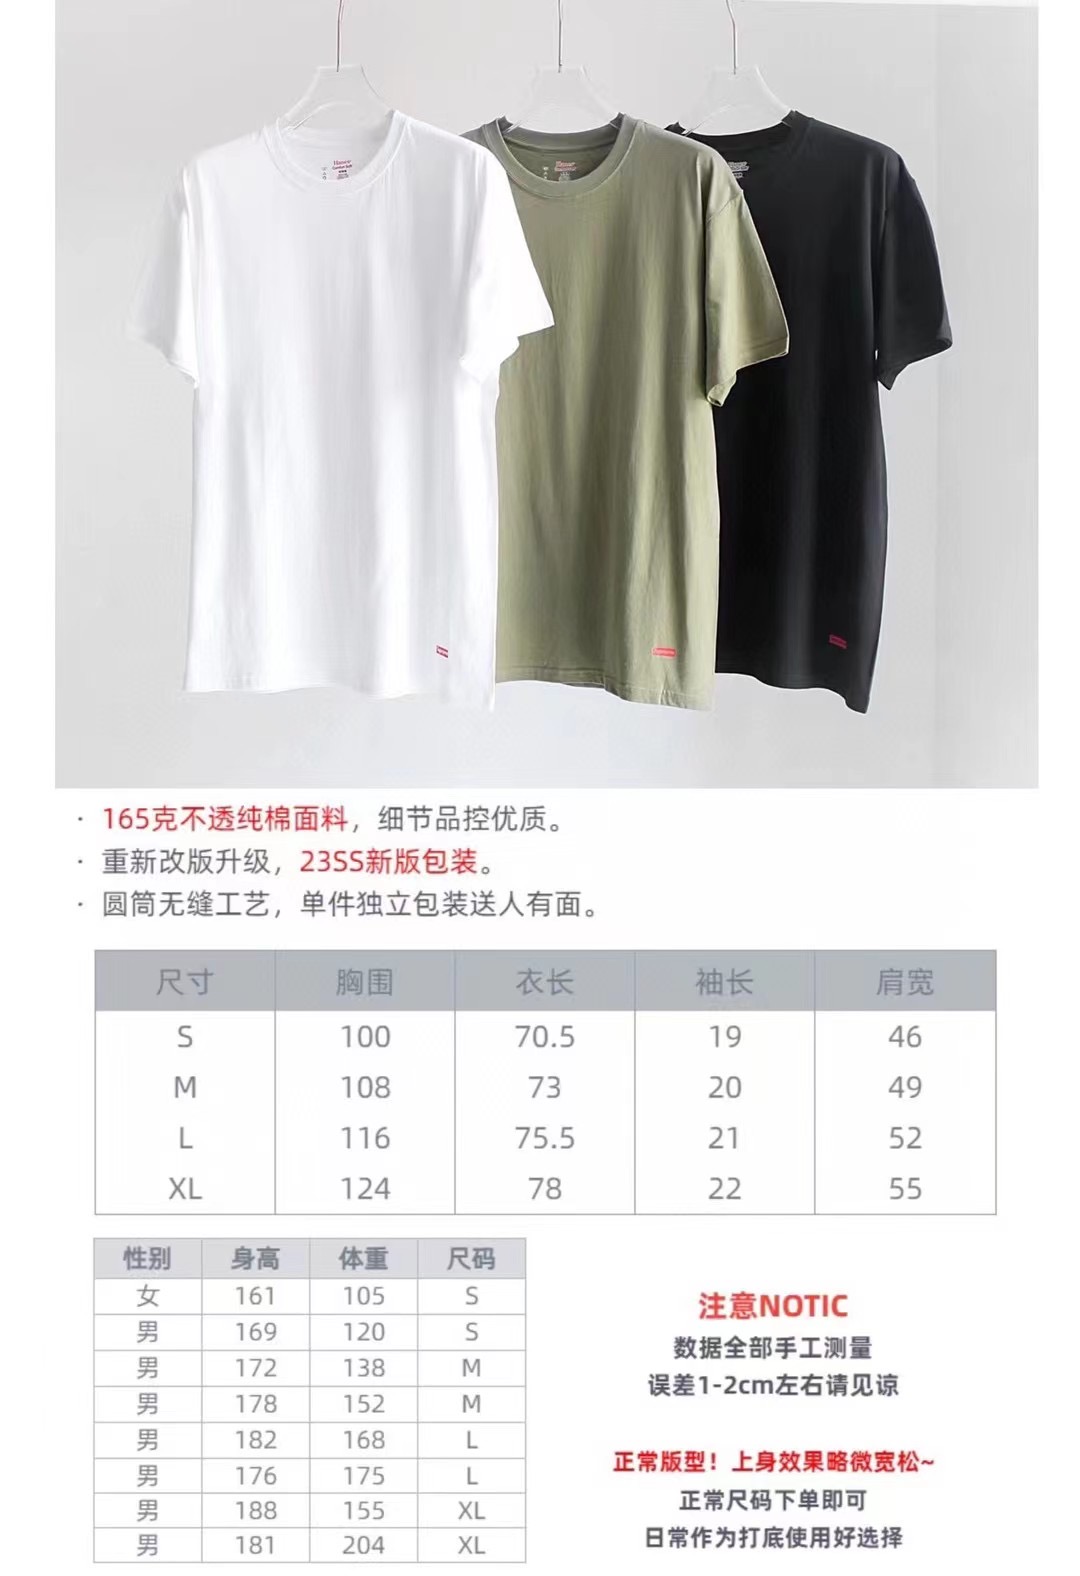 · 165克不透纯棉面料，细节品控优质。
· 重新改版升级，23SS新版包装。
· 圆筒无缝工艺，单件独立包装送人有面。
尺寸 胸围 衣长 袖长 肩宽
S 100 70.5 19 46
M 108 73 20 49
L 116 75.5 21 52
XL 124 78 22 55
性别 身高 体重 尺码
女 161 105 S
男 169 120 S
男 172 138 M
男 178 152 M
男 182 168 L
男 176 175 L
男 188 155 XL
男 181 204 XL
注意NOTIC
数据全部手工测量
误差1-2cm左右请见谅
正常版型！上身效果略微宽松~
正常尺码下单即可
日常作为打底使用好选择